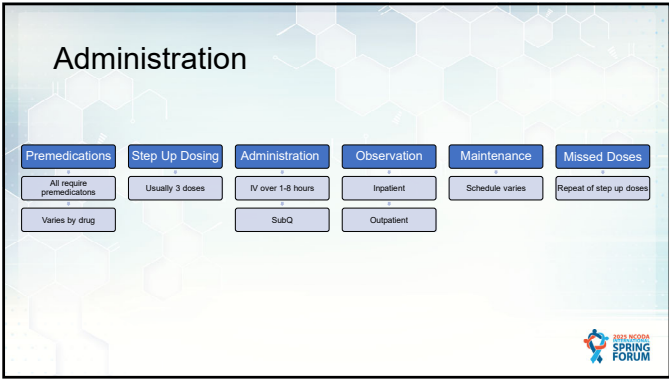 Administration
Premedications
All require
premedicatons
Varies by drug
Step Up Dosing
Usually 3 doses
Administration
IV over 1-8 hours
SubQ
Observation
Inpatient
Outpatient
Maintenance
Schedule varies
Missed Doses
Repeat of step up doses
2025 NCODA
INTERNATIONAL
SPRING
FORUM